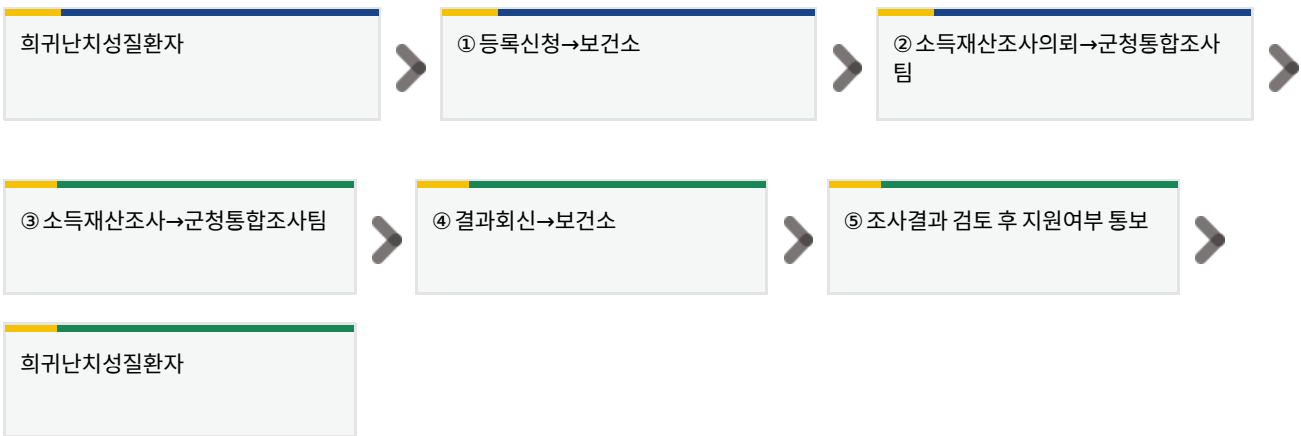 희귀난치성질환자
① 등록신청→보건소
② 소득재산조사의뢰→군청통합조사
팀
③ 소득재산조사→군청통합조사팀
④ 결과회신→보건소
⑤ 조사결과 검토 후 지원여부 통보
희귀난치성질환자